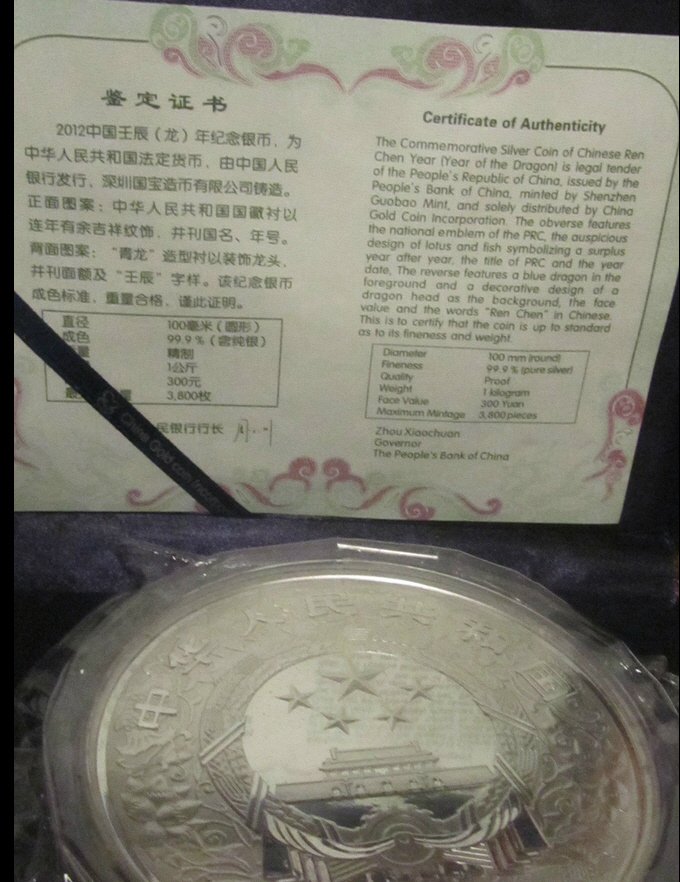 鉴定证书
2012中国壬辰（龙）年纪念银币，为
中华人民共和国法定货币，由中国人民
银行发行，深圳国宝造币有限公司铸造。
正面图案：中华人民共和国国徽衬以
连年有余吉祥纹饰，并刊国名、年号。
背面图案：“青龙”造型衬以装饰龙头，
并刊面额及“壬辰”字样。该纪念银币
成色标准，重量合格，谨此证明。
直径 100毫米（圆形）
成色 99.9%（含纯银）
量 精制
1公斤
300元
量 3,800枚
民银行行长
China Gold coin
Certificate of Authenticity
The Commemorative Silver Coin of Chinese Ren
Chen Year (Year of the Dragon) is legal tender
of the People's Republic of China, issued by the
People's Bank of China, minted by Shenzhen
Guobao Mint, and solely distributed by China
Gold Coin Incorporation. The obverse features
the national emblem of the PRC, the auspicious
design of lotus and fish symbolizing a surplus
year after year, the title of PRC and the year
date. The reverse features a blue dragon in the
foreground and a decorative design of a
dragon head as the background, the face
value and the words "Ren Chen" in Chinese.
This is to certify that the coin is up to standard
as to its fineness and weight.
Diameter 100 mm (round)
Fineness 99.9 % (pure silver)
Quality Proof
Weight 1 kilogram
Face Value 300 Yuan
Maximum Mintage 3,800 pieces
Zhou Xiaochuan
Governor
The People's Bank of China
中华人民共和国